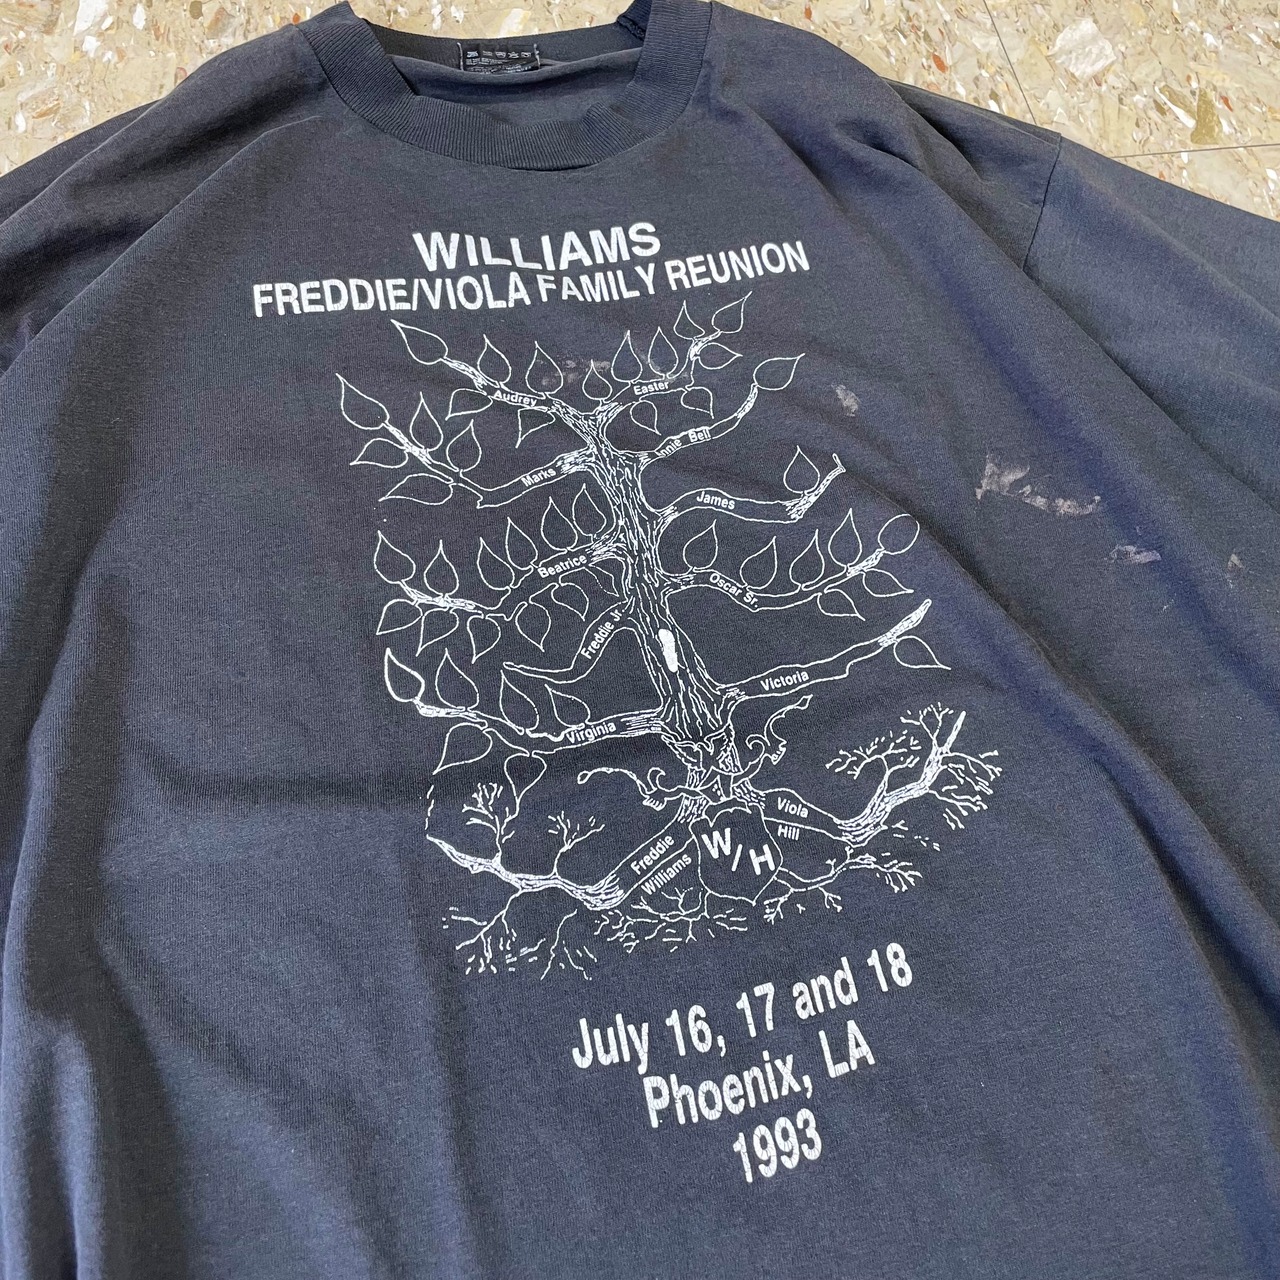 WILLIAMS
FREDDIE/VIOLA FAMILY REUNION
Audrey
Easter
nnie Bell
Marks
James
Beatrice
Oscar Sr.
Freddie Jr.
Victoria
Virginia
Viola
Hill
Freddie
Williams
W/H
July 16, 17 and 18
Phoenix, LA
1993